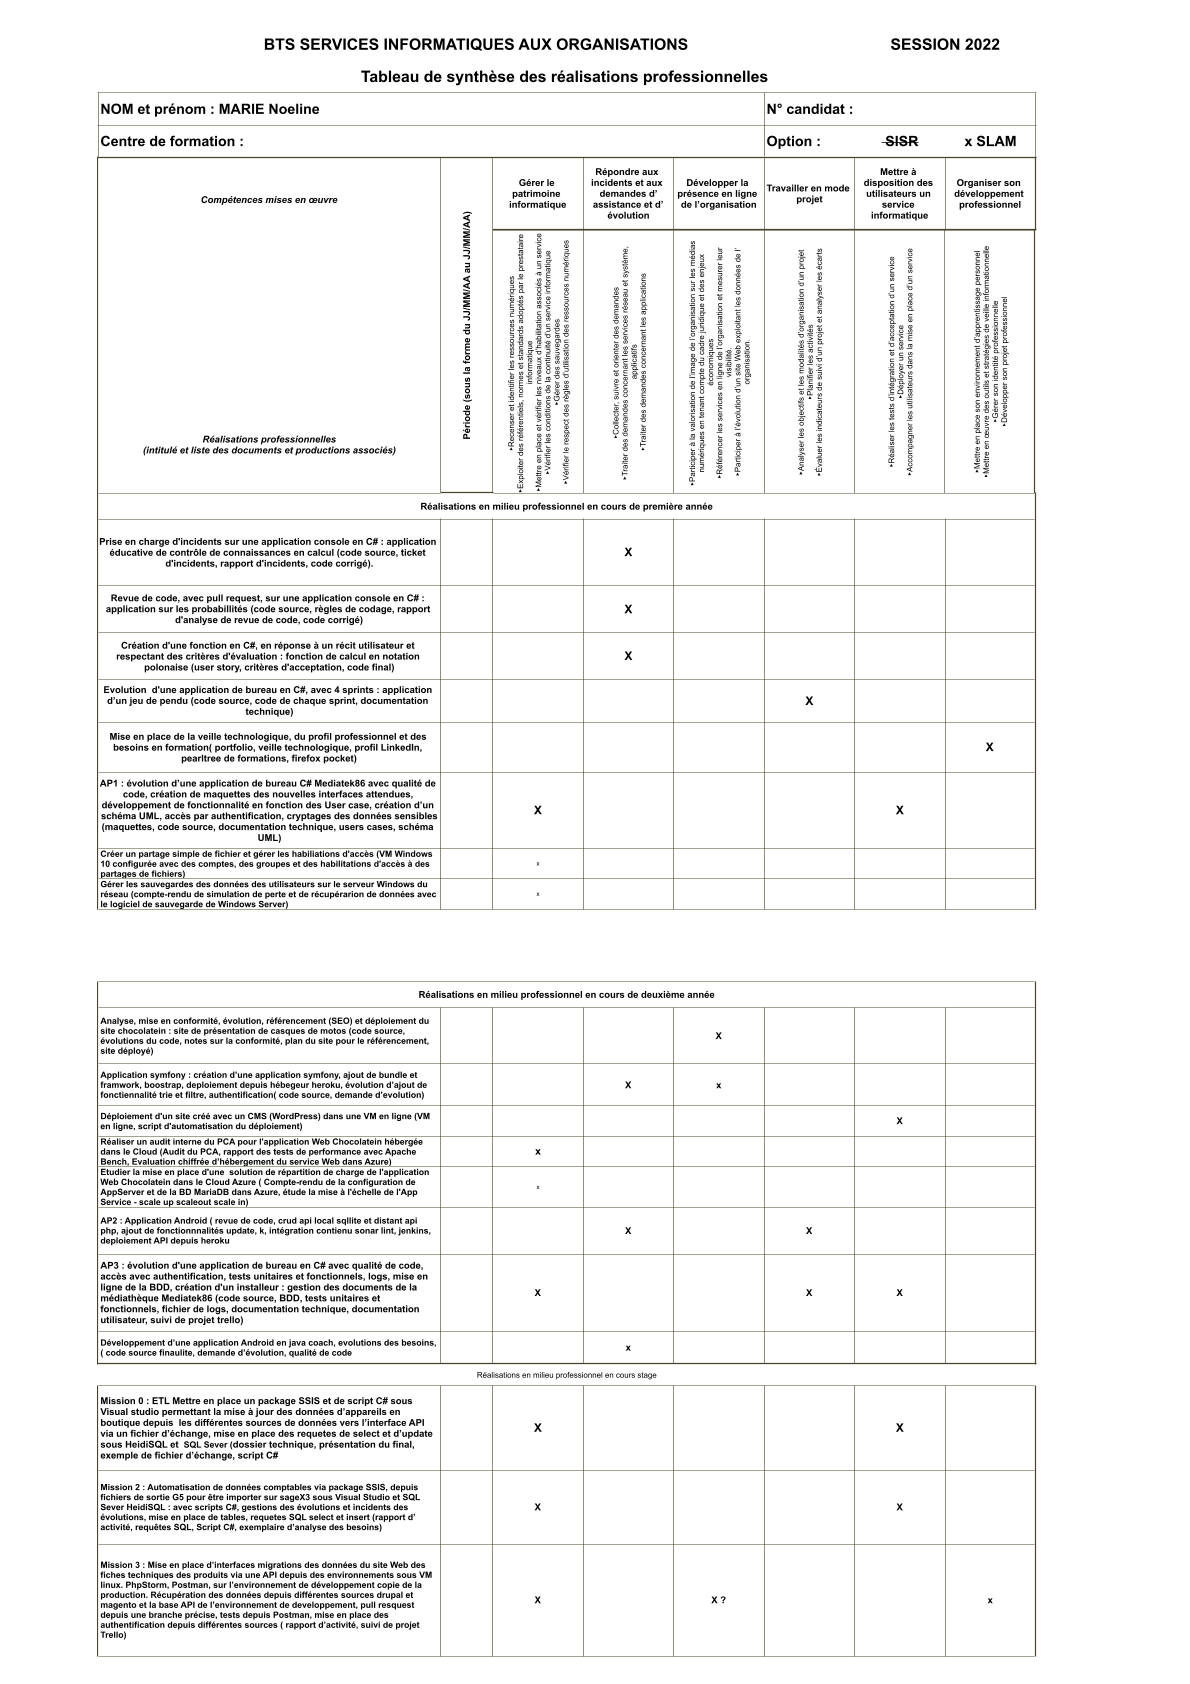 BTS SERVICES INFORMATIQUES AUX ORGANISATIONS SESSION 2022
Tableau de synthèse des réalisations professionnelles
NOM et prénom : MARIE Noeline N° candidat :
Centre de formation : Option : SISR x SLAM
Compétences mises en œuvre
Réalisations professionnelles
(intitulé et liste des documents et productions associés)
Période (sous la forme du JJ/MM/AA au JJ/MM/AA)
Gérer le
patrimoine
informatique
Répondre aux
incidents et aux
demandes d’
assistance et d’
évolution
Développer la
présence en ligne
de l’organisation
Travailler en mode
projet
Mettre à
disposition des
utilisateurs un
service
informatique
Organiser son
développement
professionnel
‣Recenser et identifier les ressources numériques
‣Exploiter des référentiels, normes et standards adoptés par le prestataire
informatique
‣Mettre en place et vérifier les niveaux d’habilitation associés à un service
‣Vérifier les conditions de la continuité d’un service informatique
‣Gérer des sauvegardes
‣Vérifier le respect des règles d’utilisation des ressources numériques
‣Collecter, suivre et orienter des demandes
‣Traiter des demandes concernant les services réseau et système,
applicatifs
‣Traiter des demandes concernant les applications
‣Participer à la valorisation de l’image de l’organisation sur les médias
numériques en tenant compte du cadre juridique et des enjeux
économiques
‣Référencer les services en ligne de l’organisation et mesurer leur
visibilité.
‣Participer à l’évolution d’un site Web exploitant les données de l’
organisation.
‣Analyser les objectifs et les modalités d’organisation d’un projet
‣Planifier les activités
‣Évaluer les indicateurs de suivi d’un projet et analyser les écarts
‣Réaliser les tests d’intégration et d’acceptation d’un service
‣Déployer un service
‣Accompagner les utilisateurs dans la mise en place d’un service
‣Mettre en place son environnement d’apprentissage personnel
‣Mettre en œuvre des outils et stratégies de veille informationnelle
‣Gérer son identité professionnelle
‣Développer son projet professionnel
Réalisations en milieu professionnel en cours de première année
Prise en charge d'incidents sur une application console en C# : application
éducative de contrôle de connaissances en calcul (code source, ticket
d'incidents, rapport d'incidents, code corrigé).
X
Revue de code, avec pull request, sur une application console en C# :
application sur les probabillités (code source, règles de codage, rapport
d'analyse de revue de code, code corrigé)
X
Création d'une fonction en C#, en réponse à un récit utilisateur et
respectant des critères d'évaluation : fonction de calcul en notation
polonaise (user story, critères d'acceptation, code final)
X
Evolution d'une application de bureau en C#, avec 4 sprints : application
d’un jeu de pendu (code source, code de chaque sprint, documentation
technique)
X
Mise en place de la veille technologique, du profil professionnel et des
besoins en formation( portfolio, veille technologique, profil LinkedIn,
pearltree de formations, firefox pocket)
X
AP1 : évolution d’une application de bureau C# Mediatek86 avec qualité de
code, création de maquettes des nouvelles interfaces attendues,
développement de fonctionnalité en fonction des User case, création d’un
schéma UML, accès par authentification, cryptages des données sensibles
(maquettes, code source, documentation technique, users cases, schéma
UML)
X X
Créer un partage simple de fichier et gérer les habiliations d'accès (VM Windows
10 configurée avec des comptes, des groupes et des habilitations d'accès à des
partages de fichiers)
x
Gérer les sauvegardes des données des utilisateurs sur le serveur Windows du
réseau (compte-rendu de simulation de perte et de récupérarion de données avec
le logiciel de sauvegarde de Windows Server)
x
Réalisations en milieu professionnel en cours de deuxième année
Analyse, mise en conformité, évolution, référencement (SEO) et déploiement du
site chocolatein : site de présentation de casques de motos (code source,
évolutions du code, notes sur la conformité, plan du site pour le référencement,
site déployé)
X
Application symfony : création d’une application symfony, ajout de bundle et
framwork, boostrap, deploiement depuis hébegeur heroku, évolution d'ajout de
fonctiennalité trie et filtre, authentification( code source, demande d'evolution)
X x
Déploiement d'un site créé avec un CMS (WordPress) dans une VM en ligne (VM
en ligne, script d'automatisation du déploiement)
X
Réaliser un audit interne du PCA pour l'application Web Chocolatein hébergée
dans le Cloud (Audit du PCA, rapport des tests de performance avec Apache
Bench, Evaluation chiffrée d'hébergement du service Web dans Azure)
x
Etudier la mise en place d'une solution de répartition de charge de l'application
Web Chocolatein dans le Cloud Azure ( Compte-rendu de la configuration de
AppServer et de la BD MariaDB dans Azure, étude la mise à l'échelle de l'App
Service - scale up scaleout scale in)
x
AP2 : Application Android ( revue de code, crud api local sqllite et distant api
php, ajout de fonctionnnalités update, k, intégration contienu sonar lint, jenkins,
deploiement API depuis heroku
X X
AP3 : évolution d'une application de bureau en C# avec qualité de code,
accès avec authentification, tests unitaires et fonctionnels, logs, mise en
ligne de la BDD, création d'un installeur : gestion des documents de la
médiathèque Mediatek86 (code source, BDD, tests unitaires et
fonctionnels, fichier de logs, documentation technique, documentation
utilisateur, suivi de projet trello)
X X X
Développement d’une application Android en java coach, evolutions des besoins,
( code source finaulite, demande d’évolution, qualité de code
x
Réalisations en milieu professionnel en cours stage
Mission 0 : ETL Mettre en place un package SSIS et de script C# sous
Visual studio permettant la mise à jour des données d’appareils en
boutique depuis les différentes sources de données vers l’interface API
via un fichier d’échange, mise en place des requetes de select et d’update
sous HeidiSQL et SQL Sever (dossier technique, présentation du final,
exemple de fichier d’échange, script C#
X X
Mission 2 : Automatisation de données comptables via package SSIS, depuis
fichiers de sortie G5 pour être importer sur sageX3 sous Visual Studio et SQL
Sever HeidiSQL : avec scripts C#, gestions des évolutions et incidents des
évolutions, mise en place de tables, requetes SQL select et insert (rapport d’
activité, requêtes SQL, Script C#, exemplaire d’analyse des besoins)
X X
Mission 3 : Mise en place d’interfaces migrations des données du site Web des
fiches techniques des produits via une API depuis des environnements sous VM
linux. PhpStorm, Postman, sur l’environnement de développement copie de la
production. Récupération des données depuis différentes sources drupal et
magento et la base API de l’environnement de developpement, pull resquest
depuis une branche précise, tests depuis Postman, mise en place des
authentification depuis différentes sources ( rapport d’activité, suivi de projet
Trello)
X X ? x